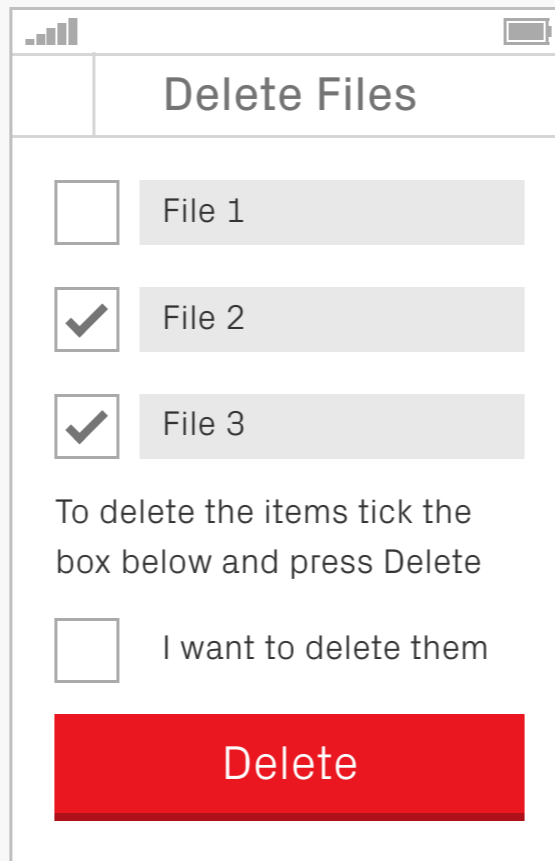 Delete Files
File 1
File 2
File 3
To delete the items tick the
box below and press Delete
I want to delete them
Delete